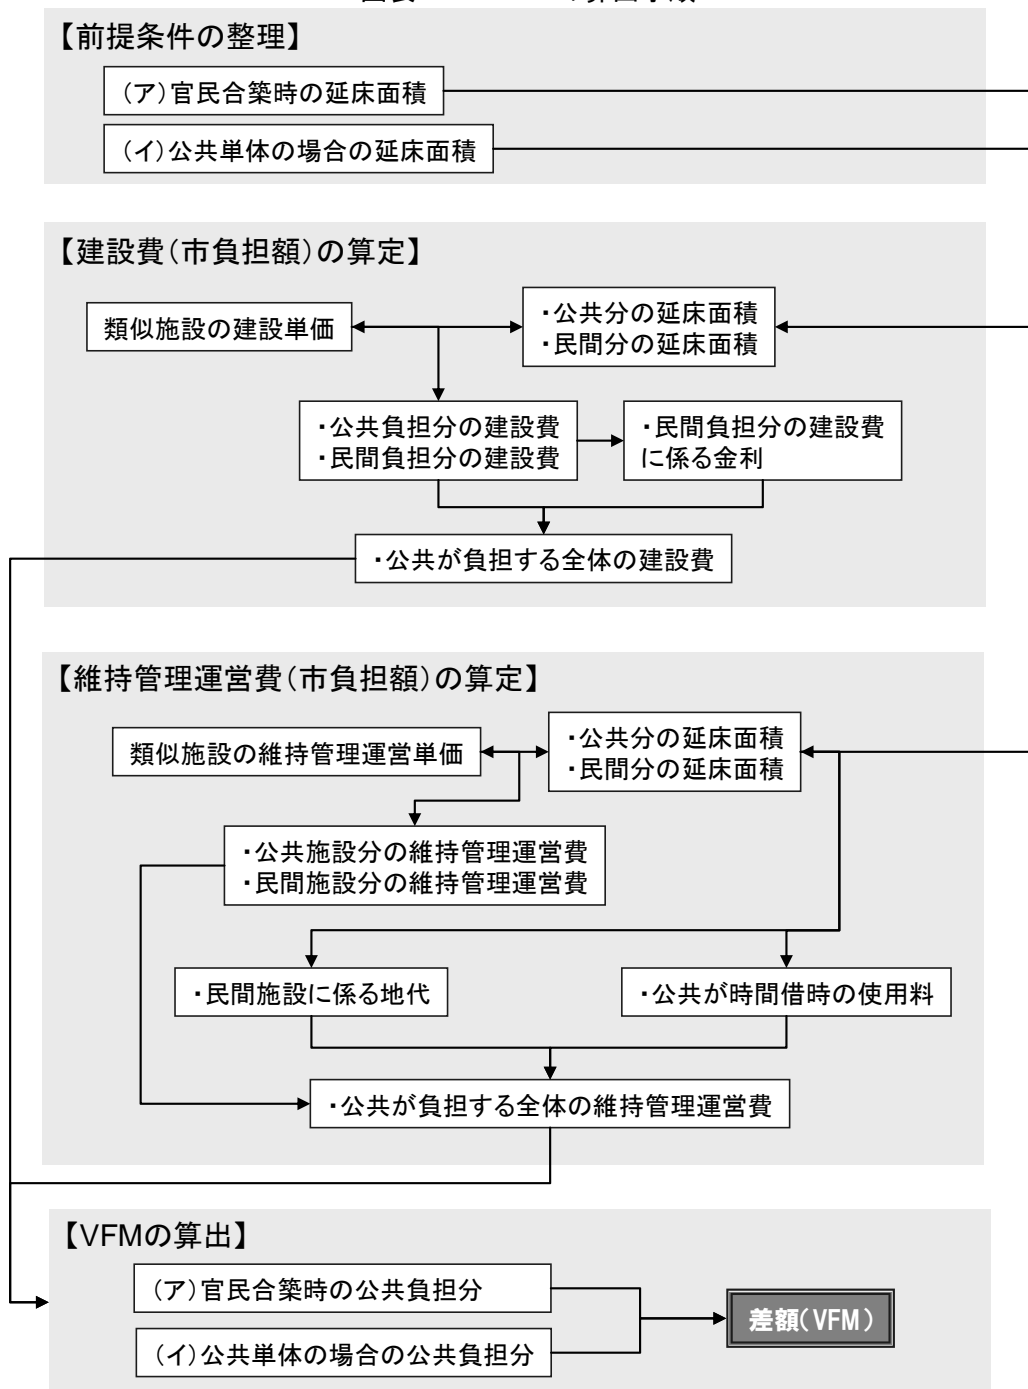 【前提条件の整理】
（ア）官民合築時の延床面積
（イ）公共単体の場合の延床面積
【建設費（市負担額）の算定】
類似施設の建設単価
・公共分の延床面積
・民間分の延床面積
・公共負担分の建設費
・民間負担分の建設費
・民間負担分の建設費
に係る金利
・公共が負担する全体の建設費
【維持管理運営費（市負担額）の算定】
類似施設の維持管理運営単価
・公共分の延床面積
・民間分の延床面積
・公共施設分の維持管理運営費
・民間施設分の維持管理運営費
・民間施設に係る地代
・公共が時間借時の使用料
・公共が負担する全体の維持管理運営費
【VFMの算出】
（ア）官民合築時の公共負担分
（イ）公共単体の場合の公共負担分
差額（VFM）